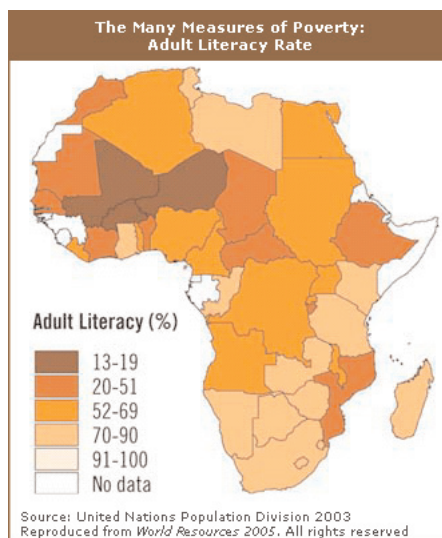 The Many Measures of Poverty:
Adult Literacy Rate
Adult Literacy (%)
13-19
20-51
52-69
70-90
91-100
No data
Source: United Nations Population Division 2003
Reproduced from World Resources 2005. All rights reserved